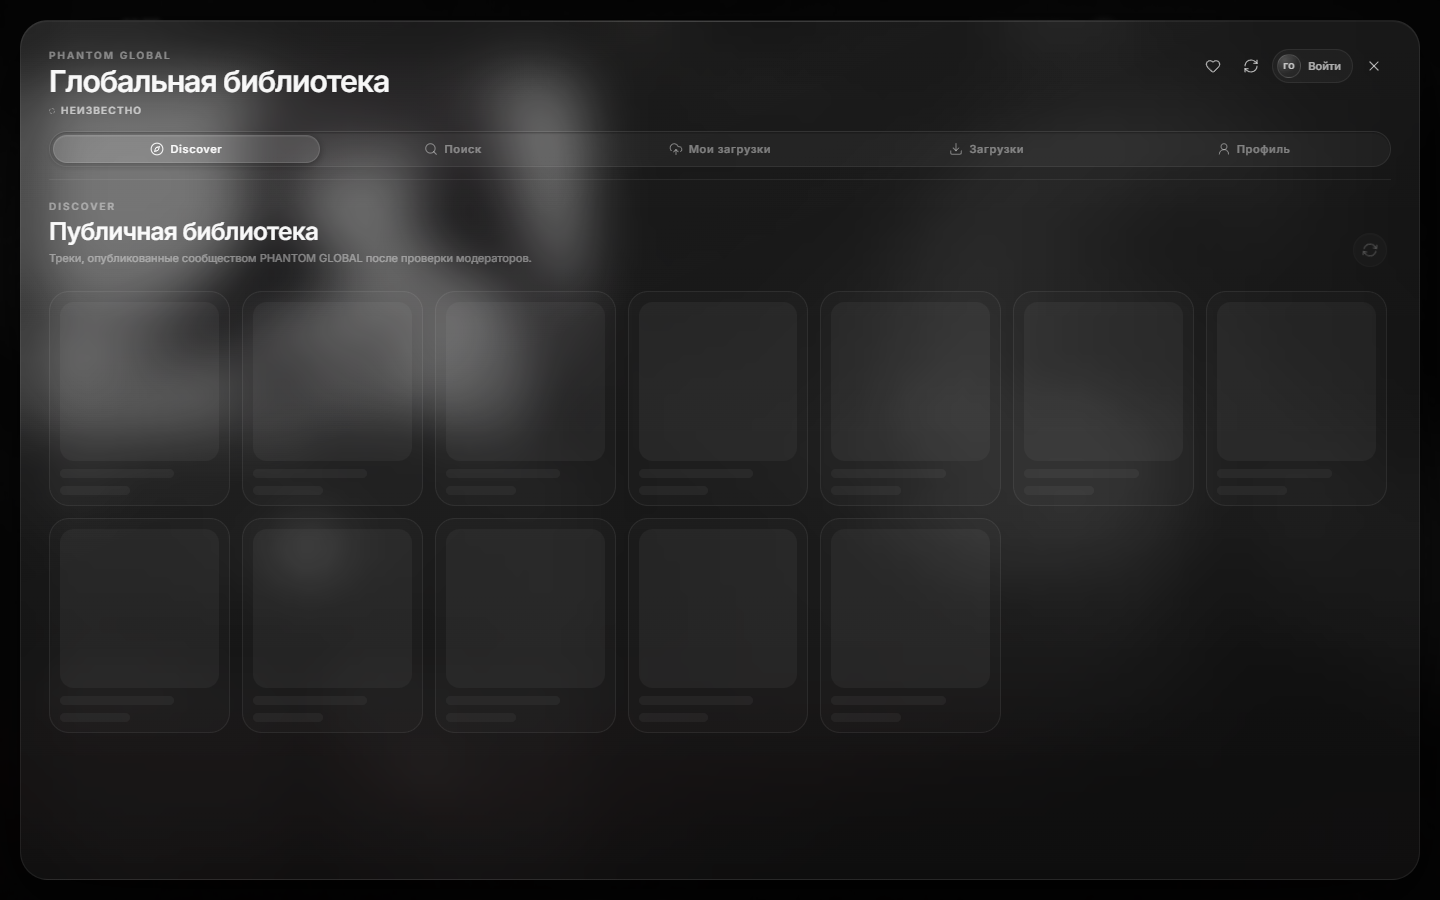 PHANTOM GLOBAL
Глобальная библиотека
НЕИЗВЕСТНО
го Войти
Discover
Поиск
Мои загрузки
Загрузки
Профиль
DISCOVER
Публичная библиотека
Треки, опубликованные сообществом PHANTOM GLOBAL после проверки модераторов.